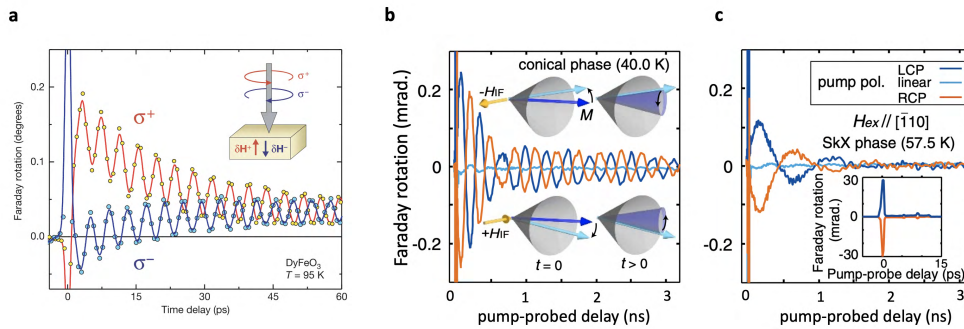 a
Faraday rotation (degrees)
0.2
0.1
0.0
σ⁺
σ⁻
σ⁺
σ⁻
δH⁺ δH⁻
DyFeO₃
T = 95 K
0 15 30 45 60
Time delay (ps)
b
Faraday rotation (mrad.)
0.2
0
-0.2
conical phase (40.0 K)
-H_IF
M
+H_IF
t = 0 t > 0
0 1 2 3
pump-probed delay (ns)
c
0.2
0
-0.2
pump pol.
LCP
linear
RCP
H_ex // [1̄10]
SkX phase (57.5 K)
Faraday rotation
(mrad.)
30
0
-30
0 15
Pump-probe delay (ps)
0 1 2 3
pump-probed delay (ns)